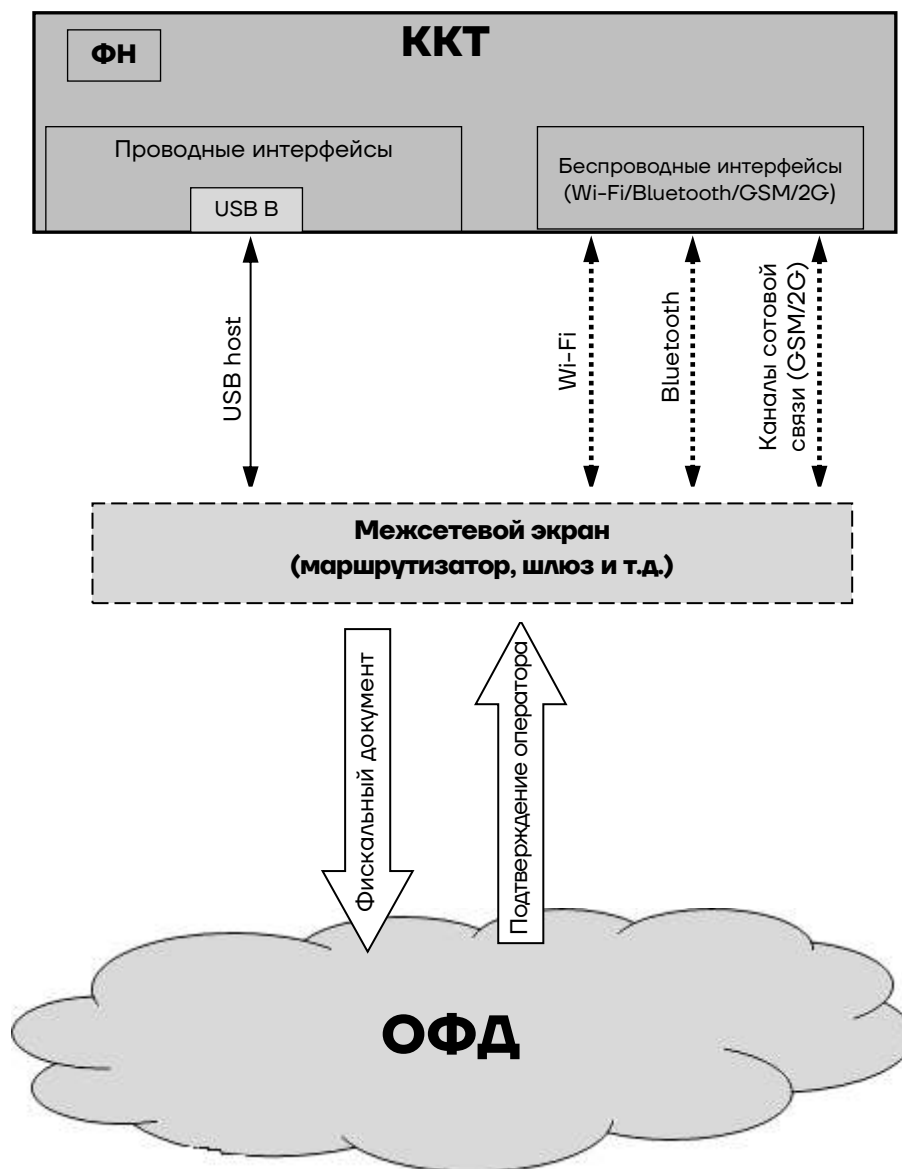 ККТ
ФН
Проводные интерфейсы
USB B
Беспроводные интерфейсы
(Wi-Fi/Bluetooth/GSM/2G)
USB host
Wi-Fi
Bluetooth
Каналы сотовой
связи (GSM/2G)
Межсетевой экран
(маршрутизатор, шлюз и т.д.)
Фискальный документ
Подтверждение оператора
ОФД